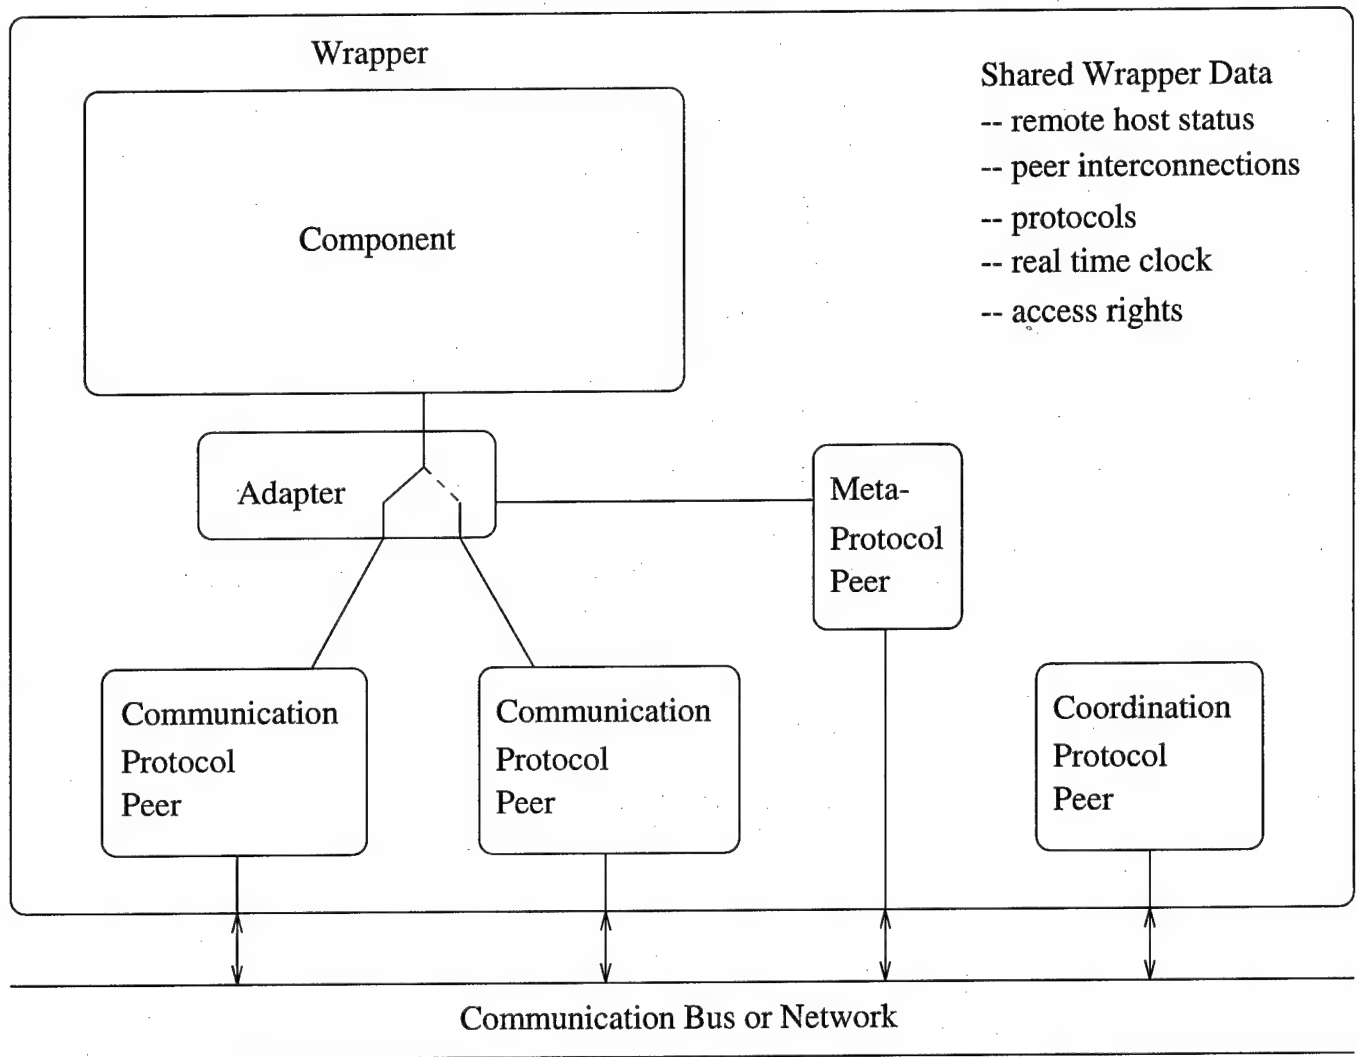 Wrapper
Shared Wrapper Data
-- remote host status
-- peer interconnections
-- protocols
-- real time clock
-- access rights
Component
Adapter
Meta-
Protocol
Peer
Communication
Protocol
Peer
Communication
Protocol
Peer
Coordination
Protocol
Peer
Communication Bus or Network